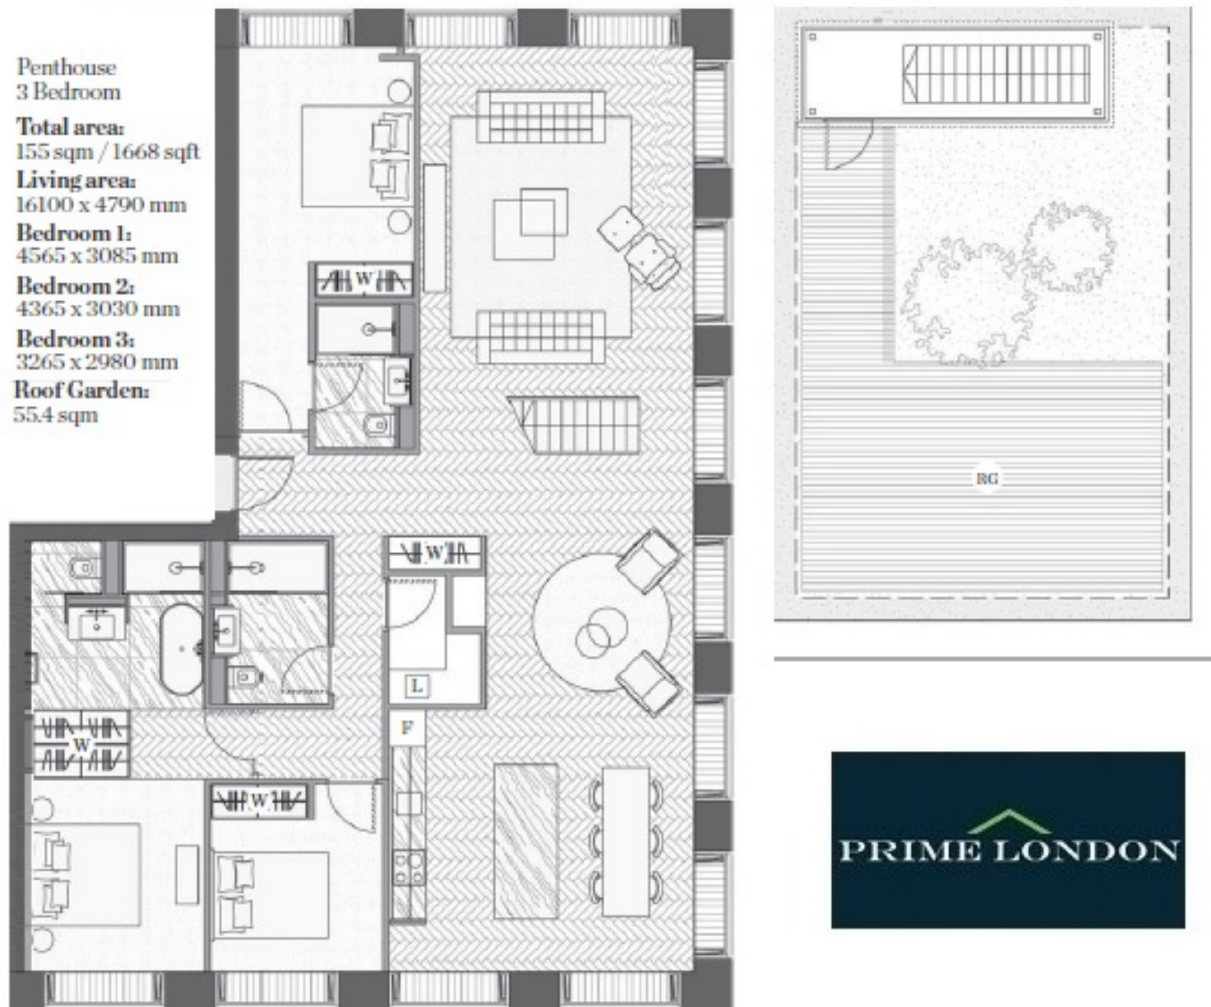 Penthouse
3 Bedroom
Total area:
155 sqm / 1668 sqft
Living area:
16100 x 4790 mm
Bedroom 1:
4565 x 3085 mm
Bedroom 2:
4365 x 3030 mm
Bedroom 3:
3265 x 2980 mm
Roof Garden:
55.4 sqm
W
W
L
F
W
W
RG
PRIME LONDON